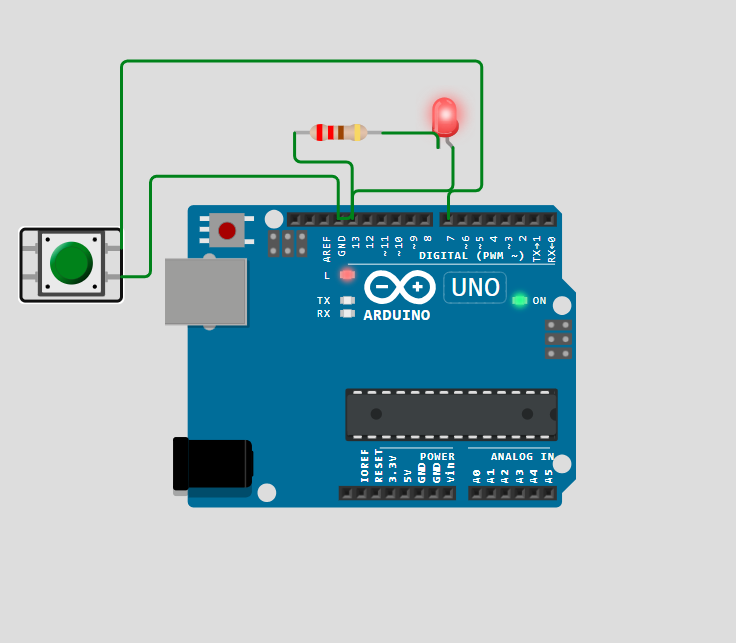 AREF GND 13 12 ~11 ~10 ~9 8 7 ~6 ~5 4 ~3 2 TX→1 RX←0
DIGITAL (PWM ~)
L
TX
RX
UNO
ON
ARDUINO
POWER
ANALOG IN
IOREF RESET 3.3V 5V GND GND Vin A0 A1 A2 A3 A4 A5